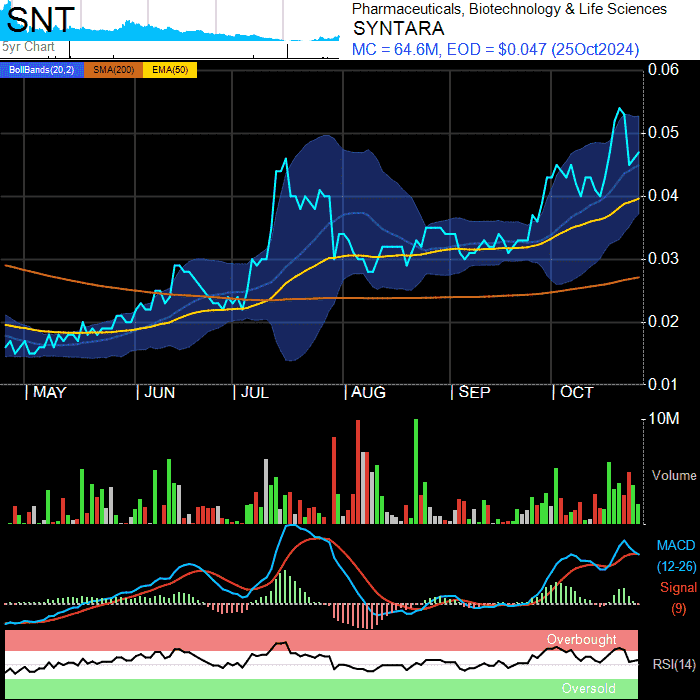 SNT
5yr Chart
Pharmaceuticals, Biotechnology & Life Sciences
SYNTARA
MC = 64.6M, EOD = $0.047 (25Oct2024)
BollBands(20,2) SMA(200) EMA(50)
0.06
0.05
0.04
0.03
0.02
0.01
MAY JUN JUL AUG SEP OCT
10M
Volume
MACD
(12-26)
Signal
(9)
Overbought
RSI(14)
Oversold